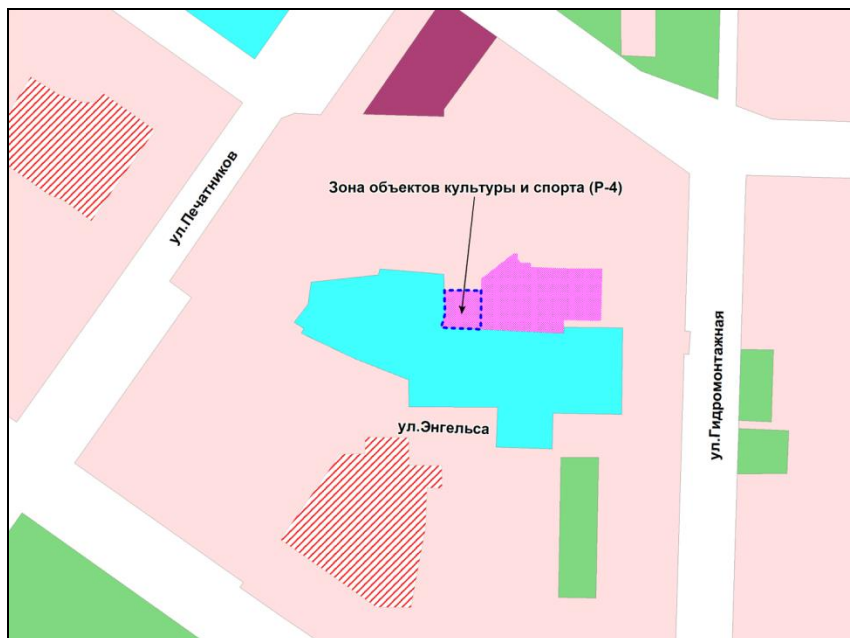 ул.Печатников
Зона объектов культуры и спорта (Р-4)
ул.Гидромонтажная
ул.Энгельса